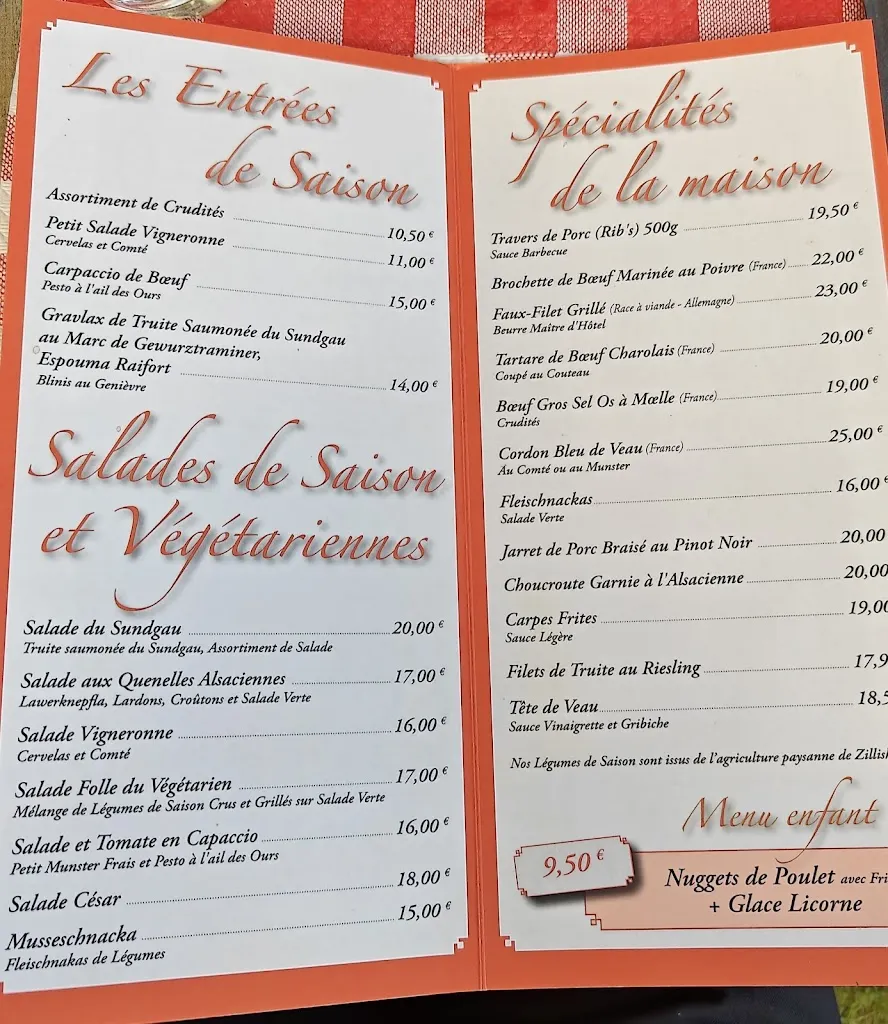 Les Entrées
de Saison
Assortiment de Crudités 10,50 €
Petit Salade Vigneronne 11,00 €
Cervelas et Comté
Carpaccio de Bœuf 15,00 €
Pesto à l'ail des Ours
Gravlax de Truite Saumonée du Sundgau
au Marc de Gewurztraminer,
Espouma Raifort 14,00 €
Blinis au Genièvre
Salades de Saison
et Végétariennes
Salade du Sundgau 20,00 €
Truite saumonée du Sundgau, Assortiment de Salade
Salade aux Quenelles Alsaciennes 17,00 €
Lawerknepfla, Lardons, Croûtons et Salade Verte
Salade Vigneronne 16,00 €
Cervelas et Comté
Salade Folle du Végétarien 17,00 €
Mélange de Légumes de Saison Crus et Grillés sur Salade Verte
Salade et Tomate en Capaccio 16,00 €
Petit Munster Frais et Pesto à l'ail des Ours
Salade César 18,00 €
Musseschnacka 15,00 €
Fleischnakas de Légumes
Spécialités
de la maison
Travers de Porc (Rib's) 500g 19,50 €
Sauce Barbecue
Brochette de Bœuf Marinée au Poivre (France) 22,00 €
Faux-Filet Grillé (Race à viande - Allemagne) 23,00 €
Beurre Maître d'Hôtel
Tartare de Bœuf Charolais (France) 20,00 €
Coupé au Couteau
Bœuf Gros Sel Os à Mœlle (France) 19,00 €
Crudités
Cordon Bleu de Veau (France) 25,00 €
Au Comté ou au Munster
Fleischnackas 16,00 €
Salade Verte
Jarret de Porc Braisé au Pinot Noir 20,00
Choucroute Garnie à l'Alsacienne 20,00
Carpes Frites 19,00
Sauce Légère
Filets de Truite au Riesling 17,9
Tête de Veau 18,5
Sauce Vinaigrette et Gribiche
Nos Légumes de Saison sont issus de l'agriculture paysanne de Zillis
Menu enfant
9,50 €
Nuggets de Poulet avec Fri
+ Glace Licorne